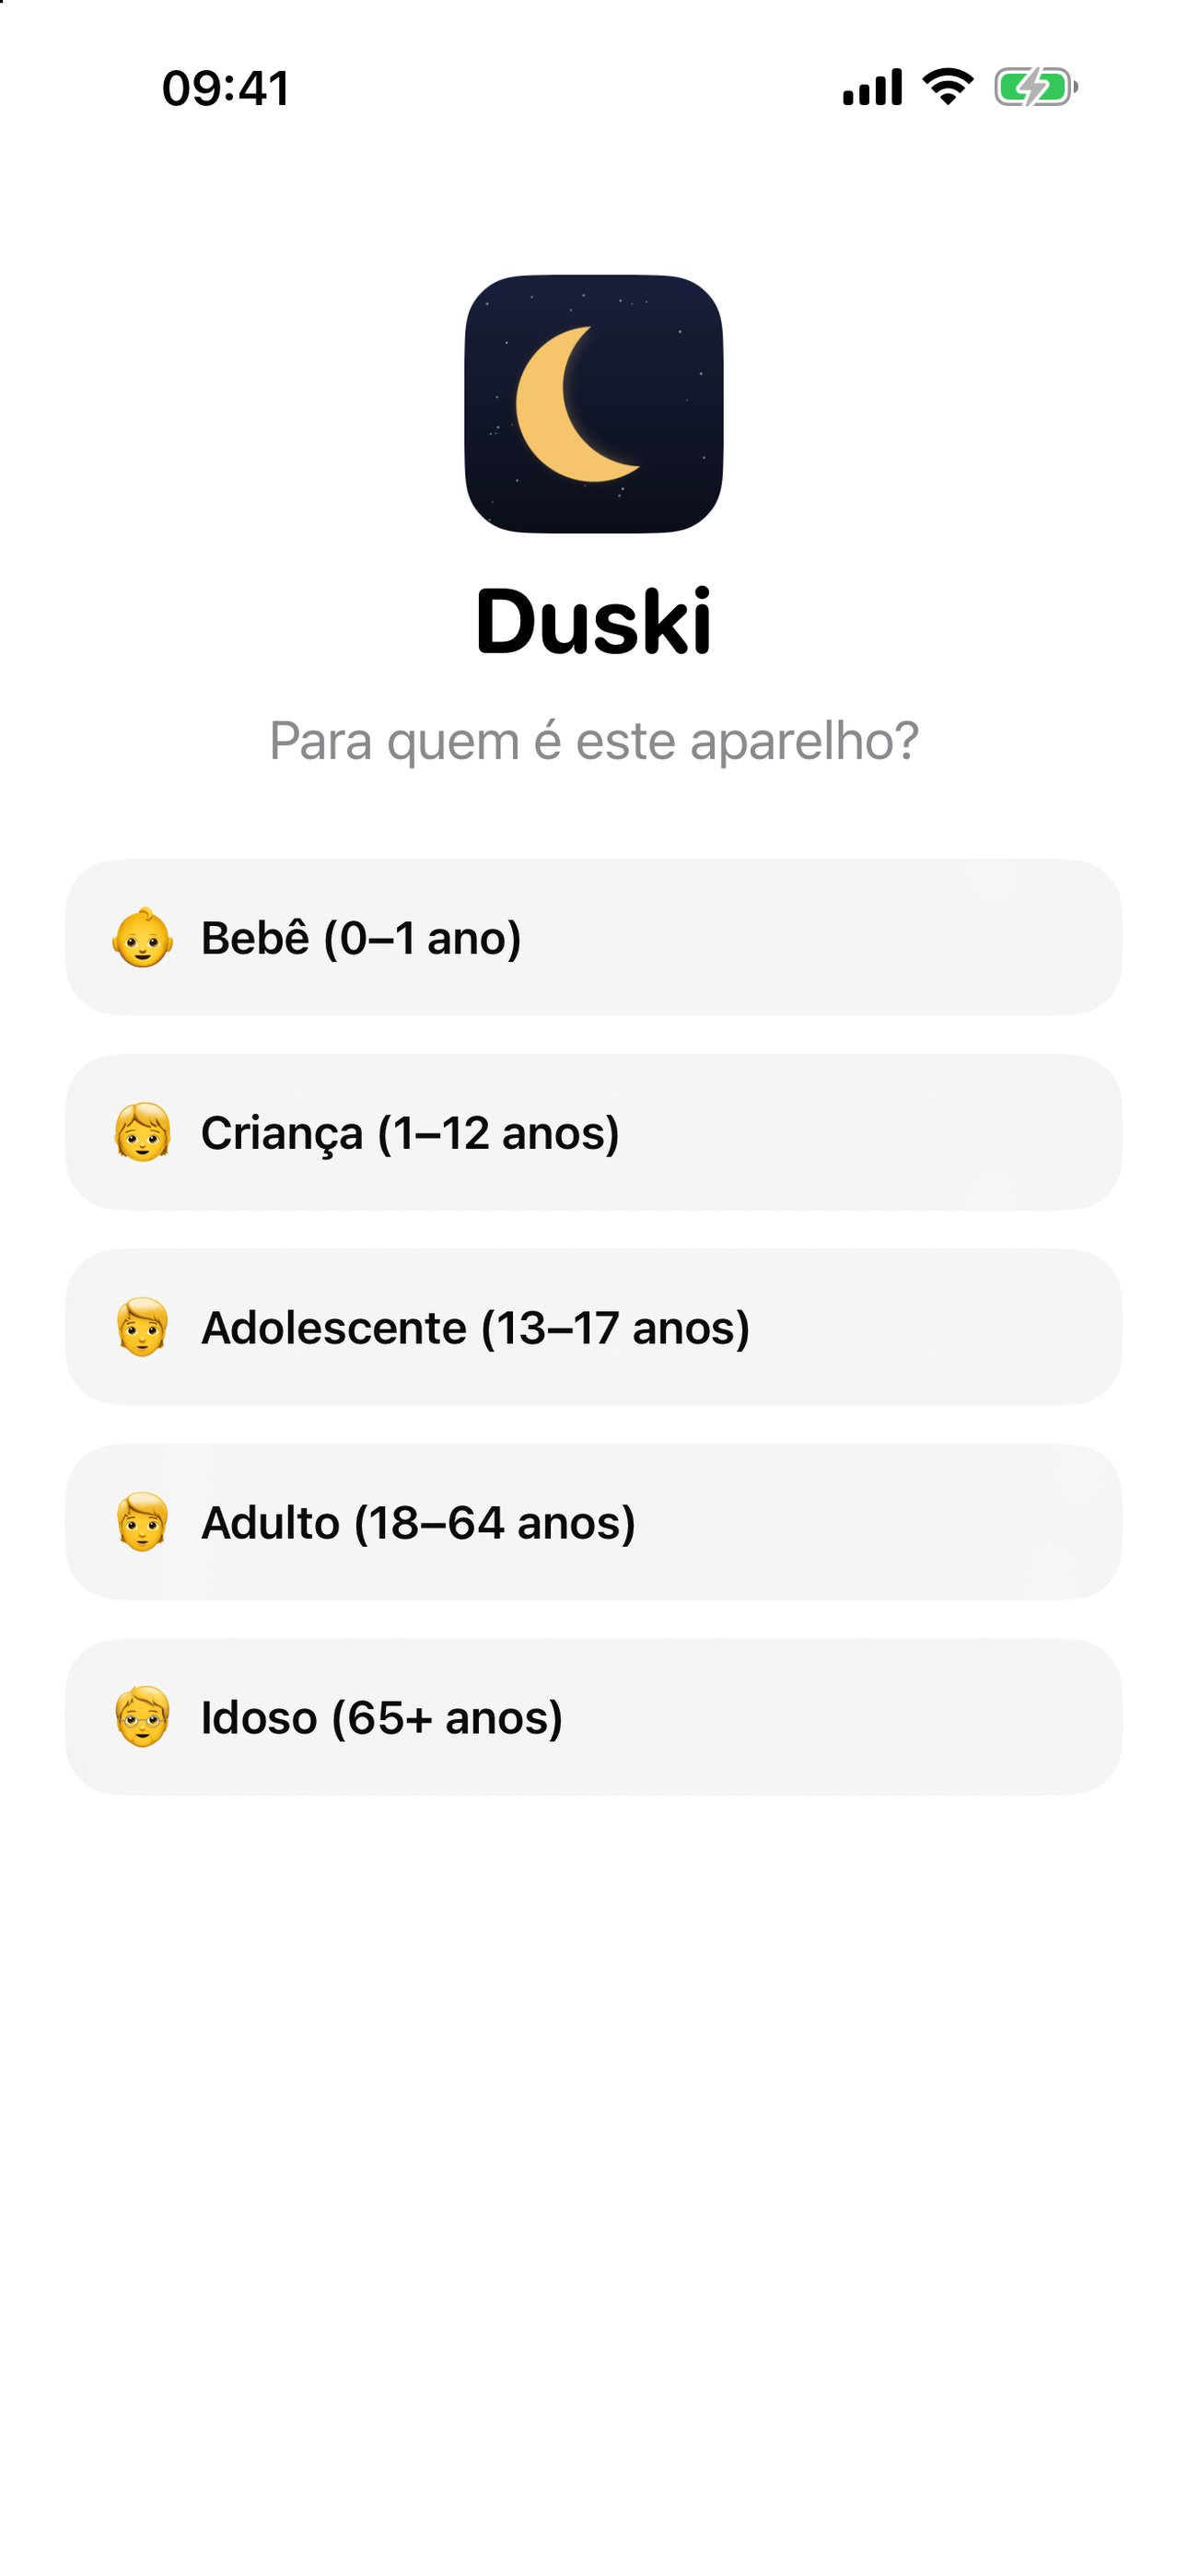 09:41
Duski
Para quem é este aparelho?
Bebê (0–1 ano)
Criança (1–12 anos)
Adolescente (13–17 anos)
Adulto (18–64 anos)
Idoso (65+ anos)